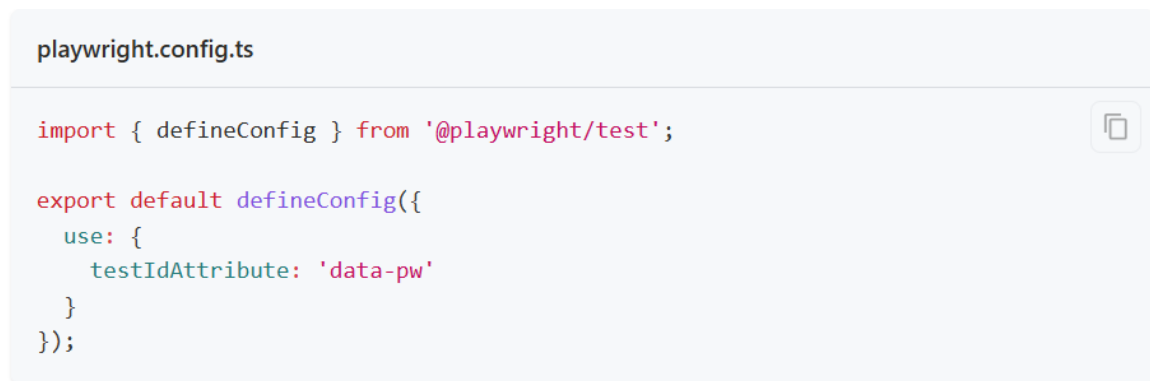 playwright.config.ts
import { defineConfig } from '@playwright/test';
export default defineConfig({
  use: {
    testIdAttribute: 'data-pw'
  }
});